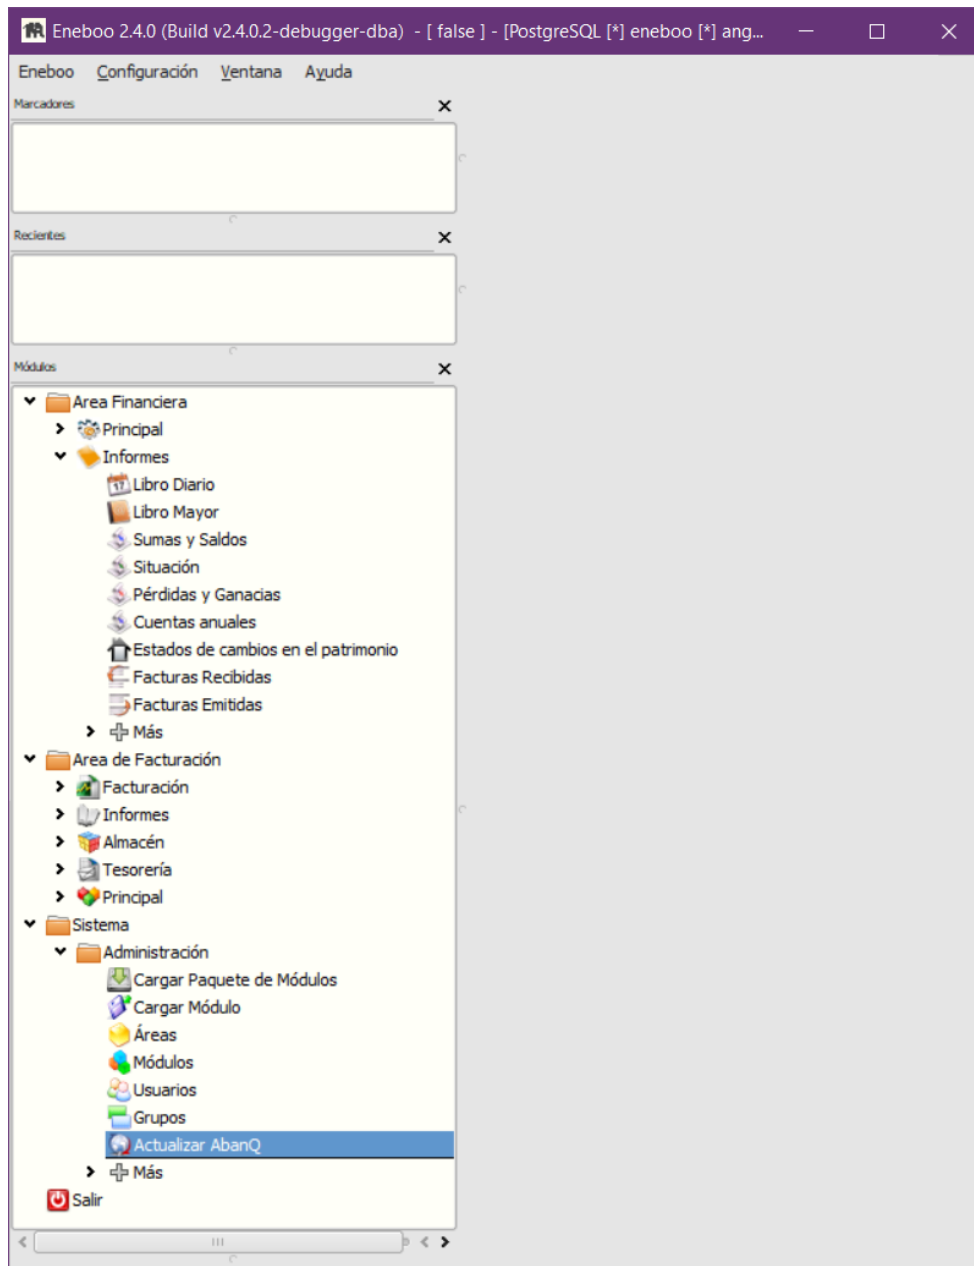 Eneboo 2.4.0 (Build v2.4.0.2-debugger-dba) - [ false ] - [PostgreSQL [*] eneboo [*] ang...
Eneboo Configuración Ventana Ayuda
Marcadores
Recientes
Módulos
Area Financiera
Principal
Informes
17 Libro Diario
Libro Mayor
Sumas y Saldos
Situación
Pérdidas y Ganacias
Cuentas anuales
Estados de cambios en el patrimonio
Facturas Recibidas
Facturas Emitidas
Más
Area de Facturación
Facturación
Informes
Almacén
Tesorería
Principal
Sistema
Administración
Cargar Paquete de Módulos
Cargar Módulo
Áreas
Módulos
Usuarios
Grupos
Actualizar AbanQ
Más
Salir